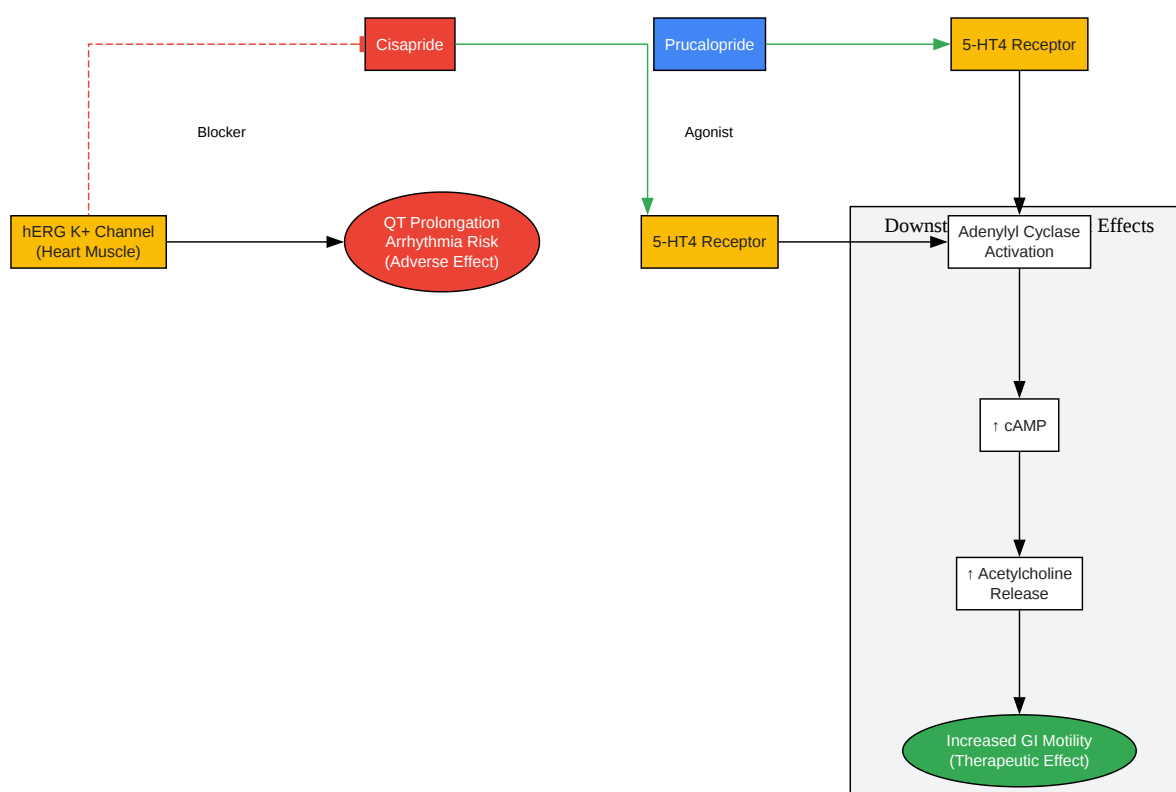 Cisapride
Prucalopride
5-HT4 Receptor
Blocker
Agonist
hERG K+ Channel
(Heart Muscle)
QT Prolongation
Arrhythmia Risk
(Adverse Effect)
5-HT4 Receptor
Downst
Effects
Adenylyl Cyclase
Activation
↑ cAMP
↑ Acetylcholine
Release
Increased GI Motility
(Therapeutic Effect)